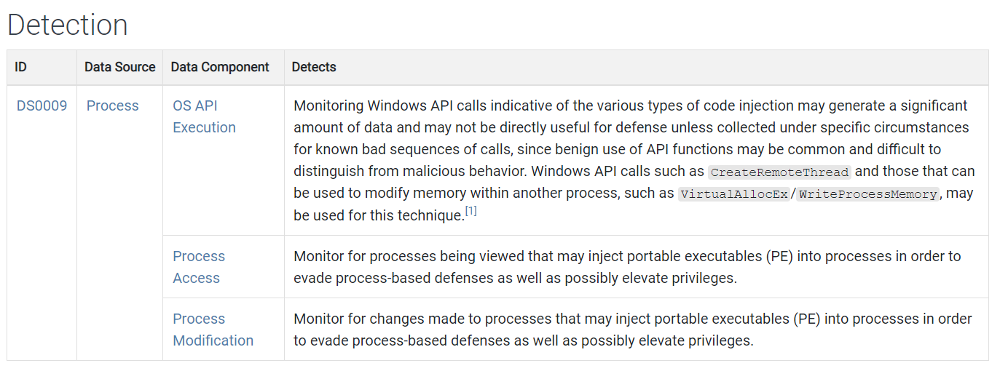 Detection
ID Data Source Data Component Detects
DS0009 Process OS API Execution
Monitoring Windows API calls indicative of the various types of code injection may generate a significant
amount of data and may not be directly useful for defense unless collected under specific circumstances
for known bad sequences of calls, since benign use of API functions may be common and difficult to
distinguish from malicious behavior. Windows API calls such as CreateRemoteThread and those that can
be used to modify memory within another process, such as VirtualAllocEx/WriteProcessMemory, may
be used for this technique.[1]
Process
Access
Monitor for processes being viewed that may inject portable executables (PE) into processes in order to
evade process-based defenses as well as possibly elevate privileges.
Process
Modification
Monitor for changes made to processes that may inject portable executables (PE) into processes in order
to evade process-based defenses as well as possibly elevate privileges.